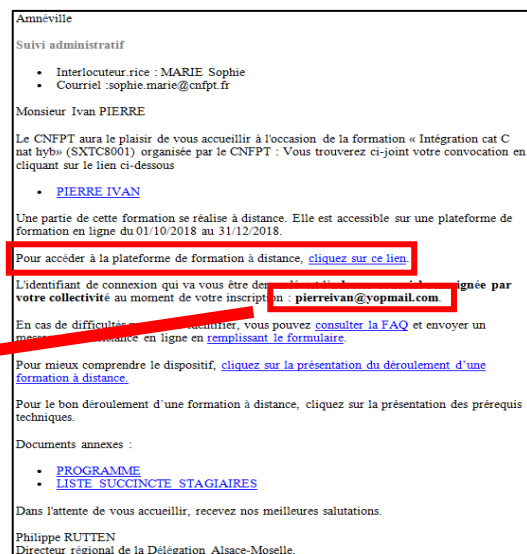 Amnéville
Suivi administratif
• Interlocuteur.rice : MARIE Sophie
• Courriel :sophie.marie@cnfpt.fr
Monsieur Ivan PIERRE
Le CNFPT aura le plaisir de vous accueillir à l'occasion de la formation « Intégration cat C
nat hyb» (SXTC8001) organisée par le CNFPT : Vous trouverez ci-joint votre convocation en
cliquant sur le lien ci-dessous
• PIERRE IVAN
Une partie de cette formation se réalise à distance. Elle est accessible sur une plateforme de
formation en ligne du 01/10/2018 au 31/12/2018.
Pour accéder à la plateforme de formation à distance, cliquez sur ce lien.
L'identifiant de connexion qui va vous être par
votre collectivité au moment de votre inscription : pierreivan@yopmail.com.
En cas de difficultés identifier, vous pouvez consulter la FAQ et envoyer un
en ligne en remplissant le formulaire.
Pour mieux comprendre le dispositif, cliquez sur la présentation du déroulement d'une
formation à distance.
Pour le bon déroulement d'une formation à distance, cliquez sur la présentation des prérequis
techniques.
Documents annexes :
• PROGRAMME
• LISTE SUCCINCTE STAGIAIRES
Dans l'attente de vous accueillir, recevez nos meilleures salutations.
Philippe RUTTEN
Directeur régional de la Délégation Alsace-Moselle.